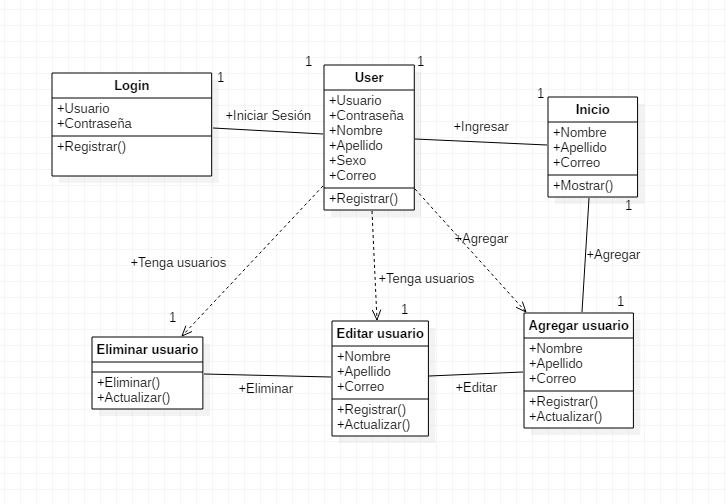 1
1
1
Login
User
+Usuario
+Contraseña
+Registrar()
+Iniciar Sesión
+Usuario
+Contraseña
+Nombre
+Apellido
+Sexo
+Correo
+Registrar()
+Ingresar
1
Inicio
+Nombre
+Apellido
+Correo
+Mostrar()
1
+Tenga usuarios
+Tenga usuarios
+Agregar
+Agregar
1
1
1
Eliminar usuario
+Eliminar()
+Actualizar()
+Eliminar
Editar usuario
+Nombre
+Apellido
+Correo
+Registrar()
+Actualizar()
+Editar
Agregar usuario
+Nombre
+Apellido
+Correo
+Registrar()
+Actualizar()